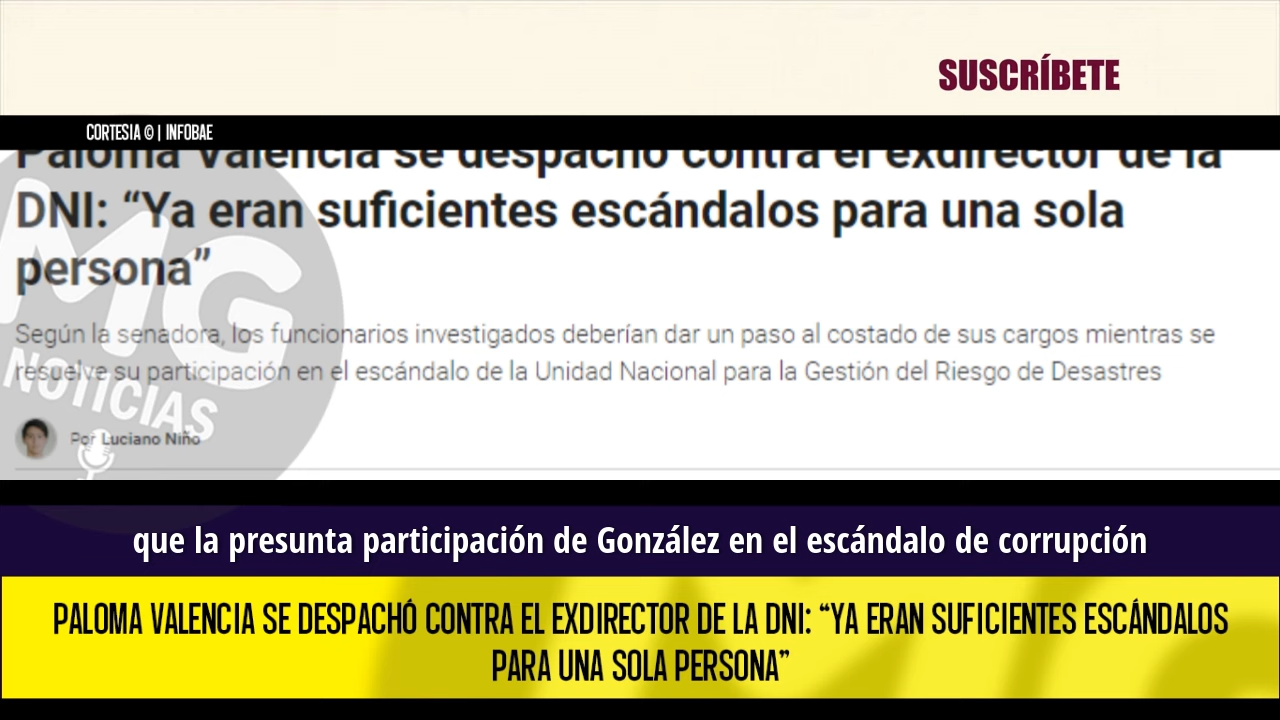 SUSCRÍBETE
CORTESIA © | INFOBAE
Paloma Valencia se despachó contra el exdirector de la
DNI: “Ya eran suficientes escándalos para una sola
persona”
Según la senadora, los funcionarios investigados deberían dar un paso al costado de sus cargos mientras se
resuelve su participación en el escándalo de la Unidad Nacional para la Gestión del Riesgo de Desastres
Por Luciano Niño
MG
NOTICIAS
que la presunta participación de González en el escándalo de corrupción
PALOMA VALENCIA SE DESPACHÓ CONTRA EL EXDIRECTOR DE LA DNI: “YA ERAN SUFICIENTES ESCÁNDALOS
PARA UNA SOLA PERSONA”